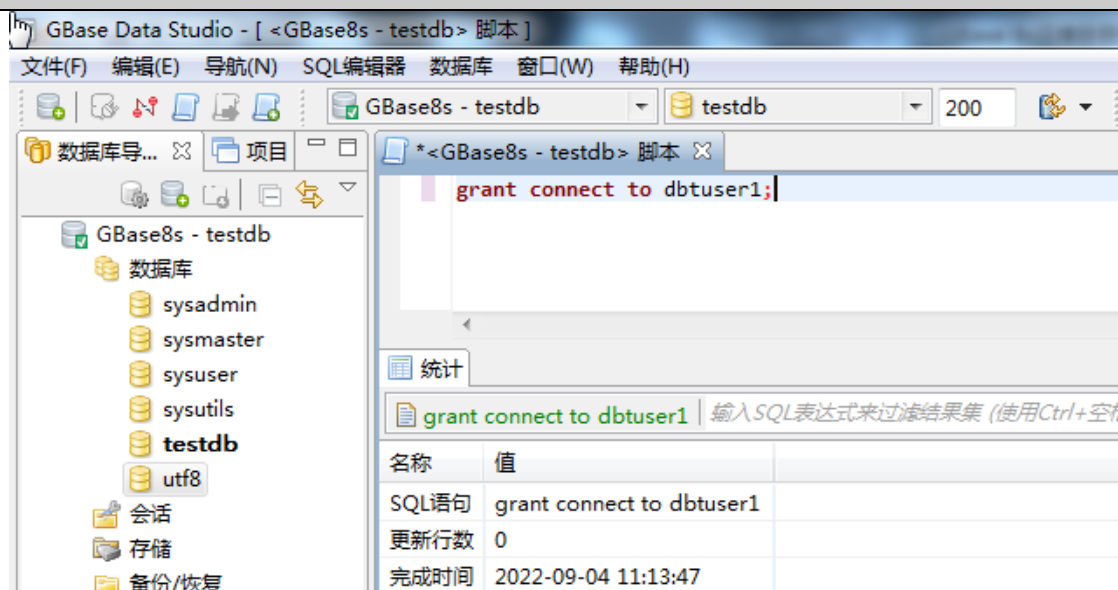 GBase Data Studio - [ <GBase8s - testdb> 脚本 ]
文件(F) 编辑(E) 导航(N) SQL编辑器 数据库 窗口(W) 帮助(H)
GBase8s - testdb testdb 200
数据库导... 项目
*<GBase8s - testdb> 脚本
grant connect to dbtuser1;
GBase8s - testdb
数据库
sysadmin
sysmaster
sysuser
sysutils
testdb
utf8
会话
存储
备份/恢复
统计
grant connect to dbtuser1 输入SQL表达式来过滤结果集 (使用Ctrl+空格
名称 值
SQL语句 grant connect to dbtuser1
更新行数 0
完成时间 2022-09-04 11:13:47